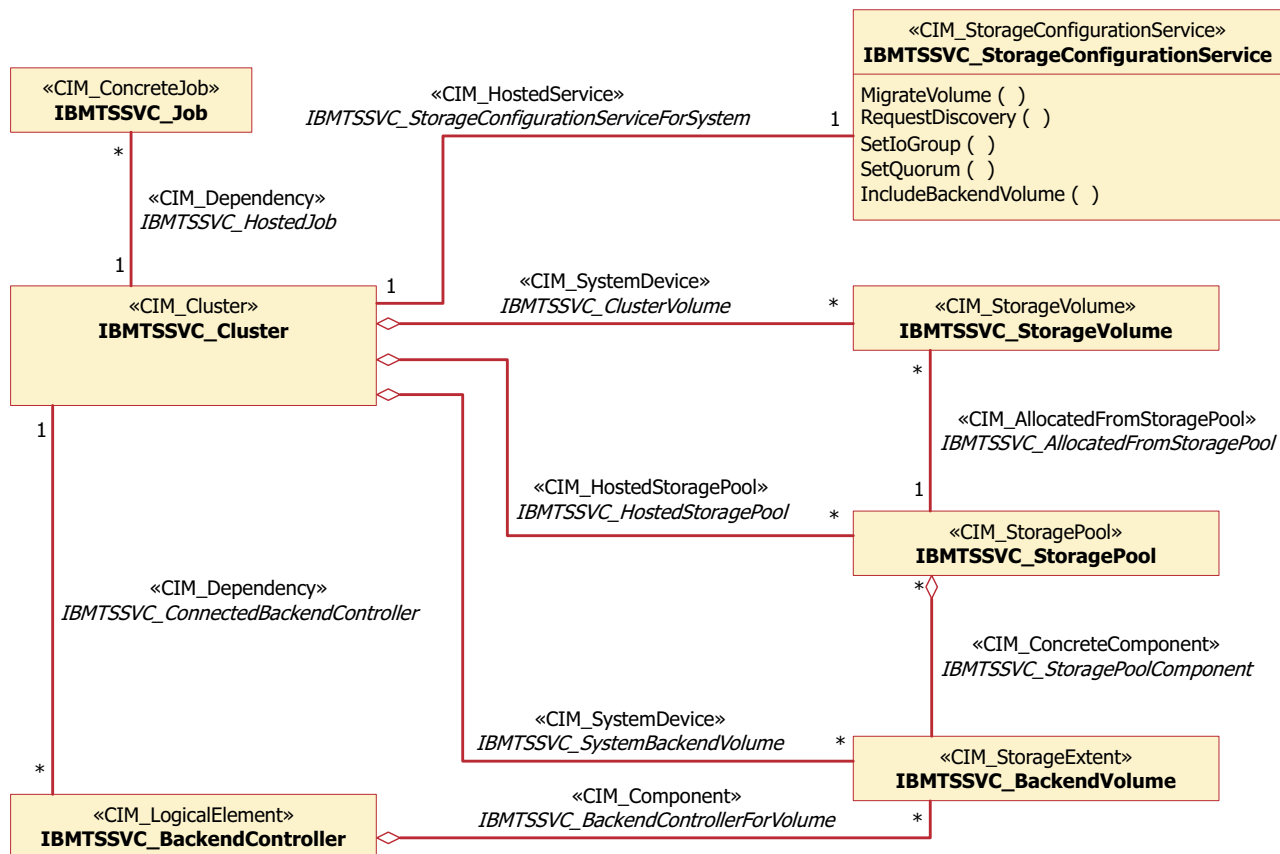 «CIM_StorageConfigurationService»
IBMTSSVC_StorageConfigurationService
MigrateVolume ( )
RequestDiscovery ( )
SetIoGroup ( )
SetQuorum ( )
IncludeBackendVolume ( )
«CIM_ConcreteJob»
IBMTSSVC_Job
«CIM_HostedService»
IBMTSSVC_StorageConfigurationServiceForSystem
1
*
«CIM_Dependency»
IBMTSSVC_HostedJob
1
1
«CIM_Cluster»
IBMTSSVC_Cluster
«CIM_SystemDevice»
IBMTSSVC_ClusterVolume
*
«CIM_StorageVolume»
IBMTSSVC_StorageVolume
*
1
«CIM_AllocatedFromStoragePool»
IBMTSSVC_AllocatedFromStoragePool
1
«CIM_HostedStoragePool»
IBMTSSVC_HostedStoragePool
*
«CIM_StoragePool»
IBMTSSVC_StoragePool
*
«CIM_Dependency»
IBMTSSVC_ConnectedBackendController
«CIM_ConcreteComponent»
IBMTSSVC_StoragePoolComponent
«CIM_SystemDevice»
IBMTSSVC_SystemBackendVolume
*
«CIM_StorageExtent»
IBMTSSVC_BackendVolume
*
«CIM_LogicalElement»
IBMTSSVC_BackendController
«CIM_Component»
IBMTSSVC_BackendControllerForVolume
*